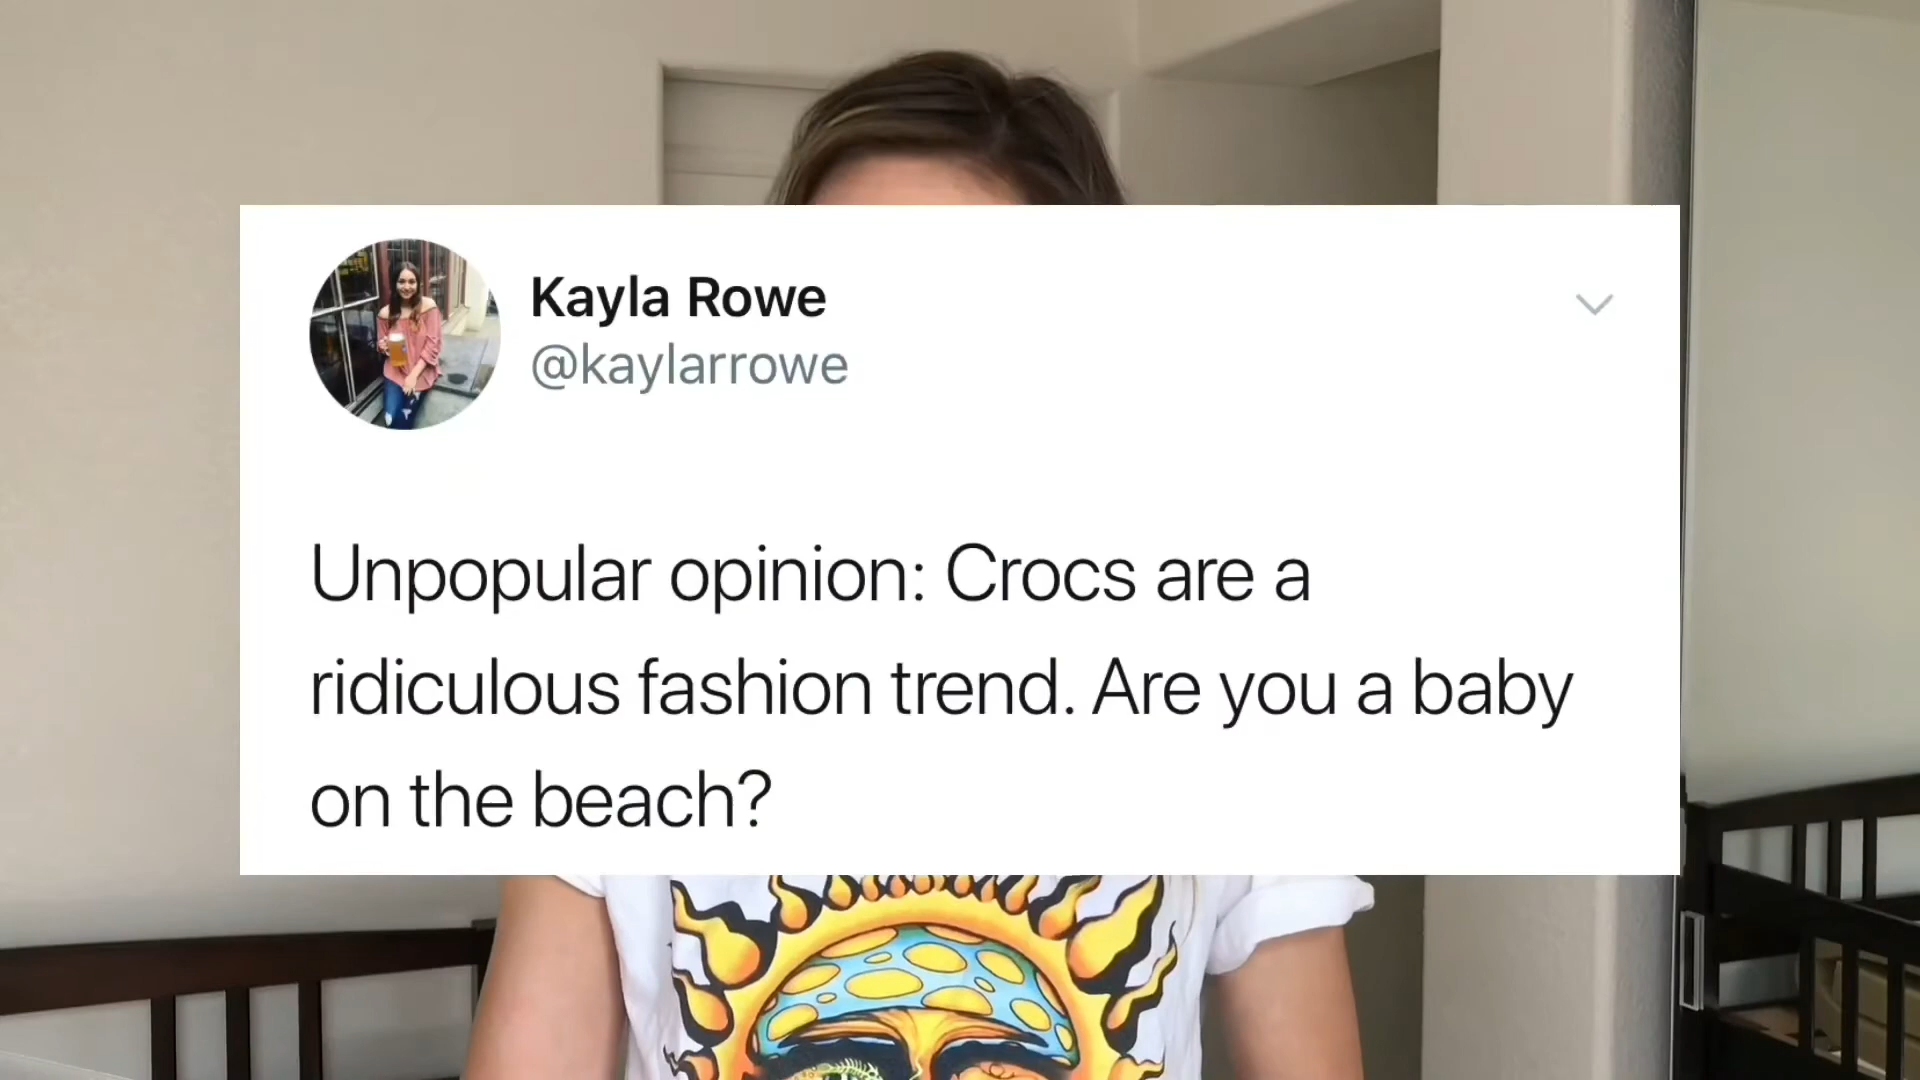 Kayla Rowe
@kaylarrowe
Unpopular opinion: Crocs are a
ridiculous fashion trend. Are you a baby
on the beach?